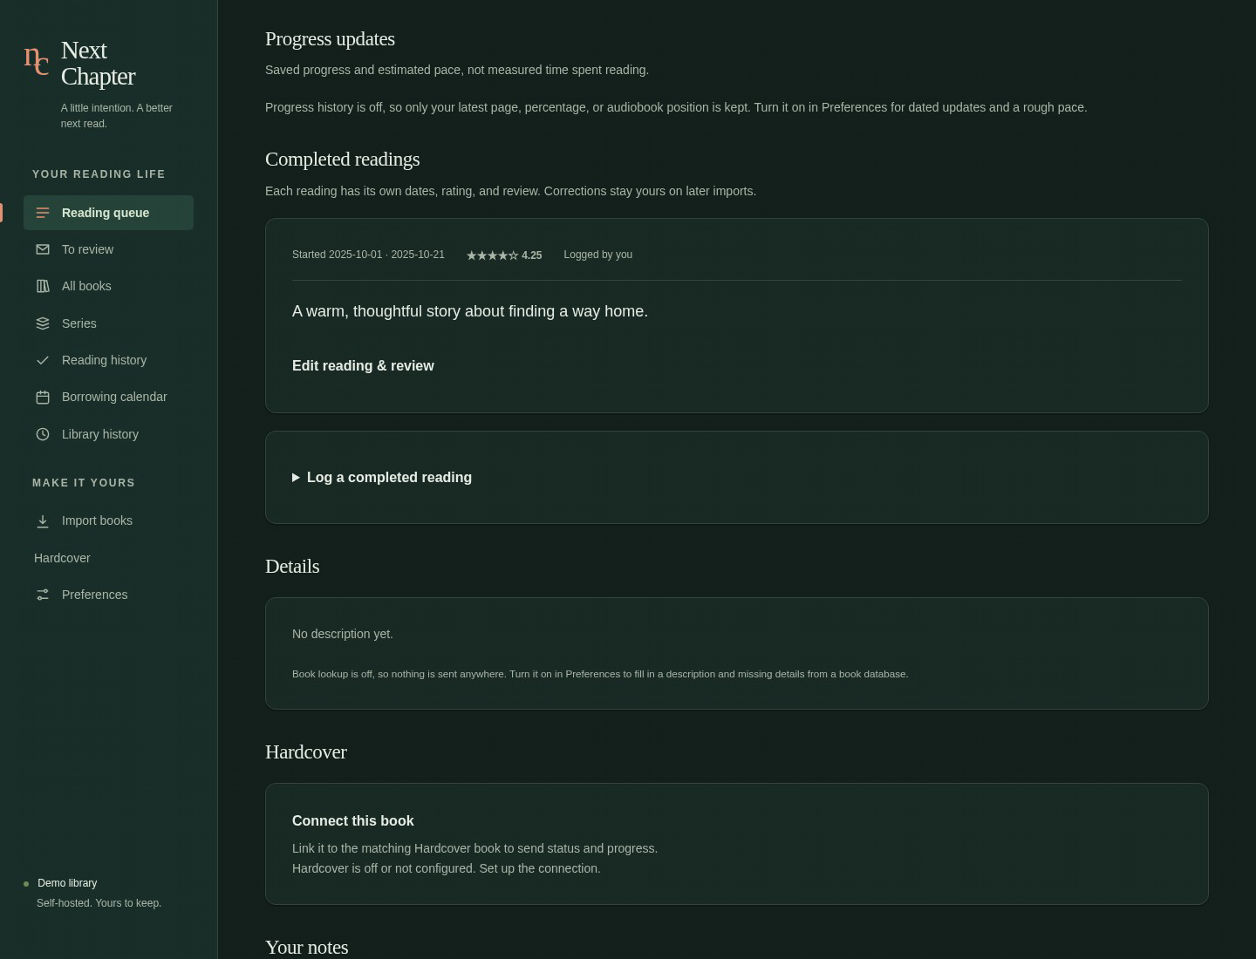 nc
Next
Chapter
A little intention. A better
next read.
YOUR READING LIFE
Reading queue
To review
All books
Series
Reading history
Borrowing calendar
Library history
MAKE IT YOURS
Import books
Hardcover
Preferences
Demo library
Self-hosted. Yours to keep.
Progress updates
Saved progress and estimated pace, not measured time spent reading.
Progress history is off, so only your latest page, percentage, or audiobook position is kept. Turn it on in Preferences for dated updates and a rough pace.
Completed readings
Each reading has its own dates, rating, and review. Corrections stay yours on later imports.
Started 2025-10-01 · 2025-10-21 ★★★★☆ 4.25 Logged by you
A warm, thoughtful story about finding a way home.
Edit reading & review
Log a completed reading
Details
No description yet.
Book lookup is off, so nothing is sent anywhere. Turn it on in Preferences to fill in a description and missing details from a book database.
Hardcover
Connect this book
Link it to the matching Hardcover book to send status and progress.
Hardcover is off or not configured. Set up the connection.
Your notes